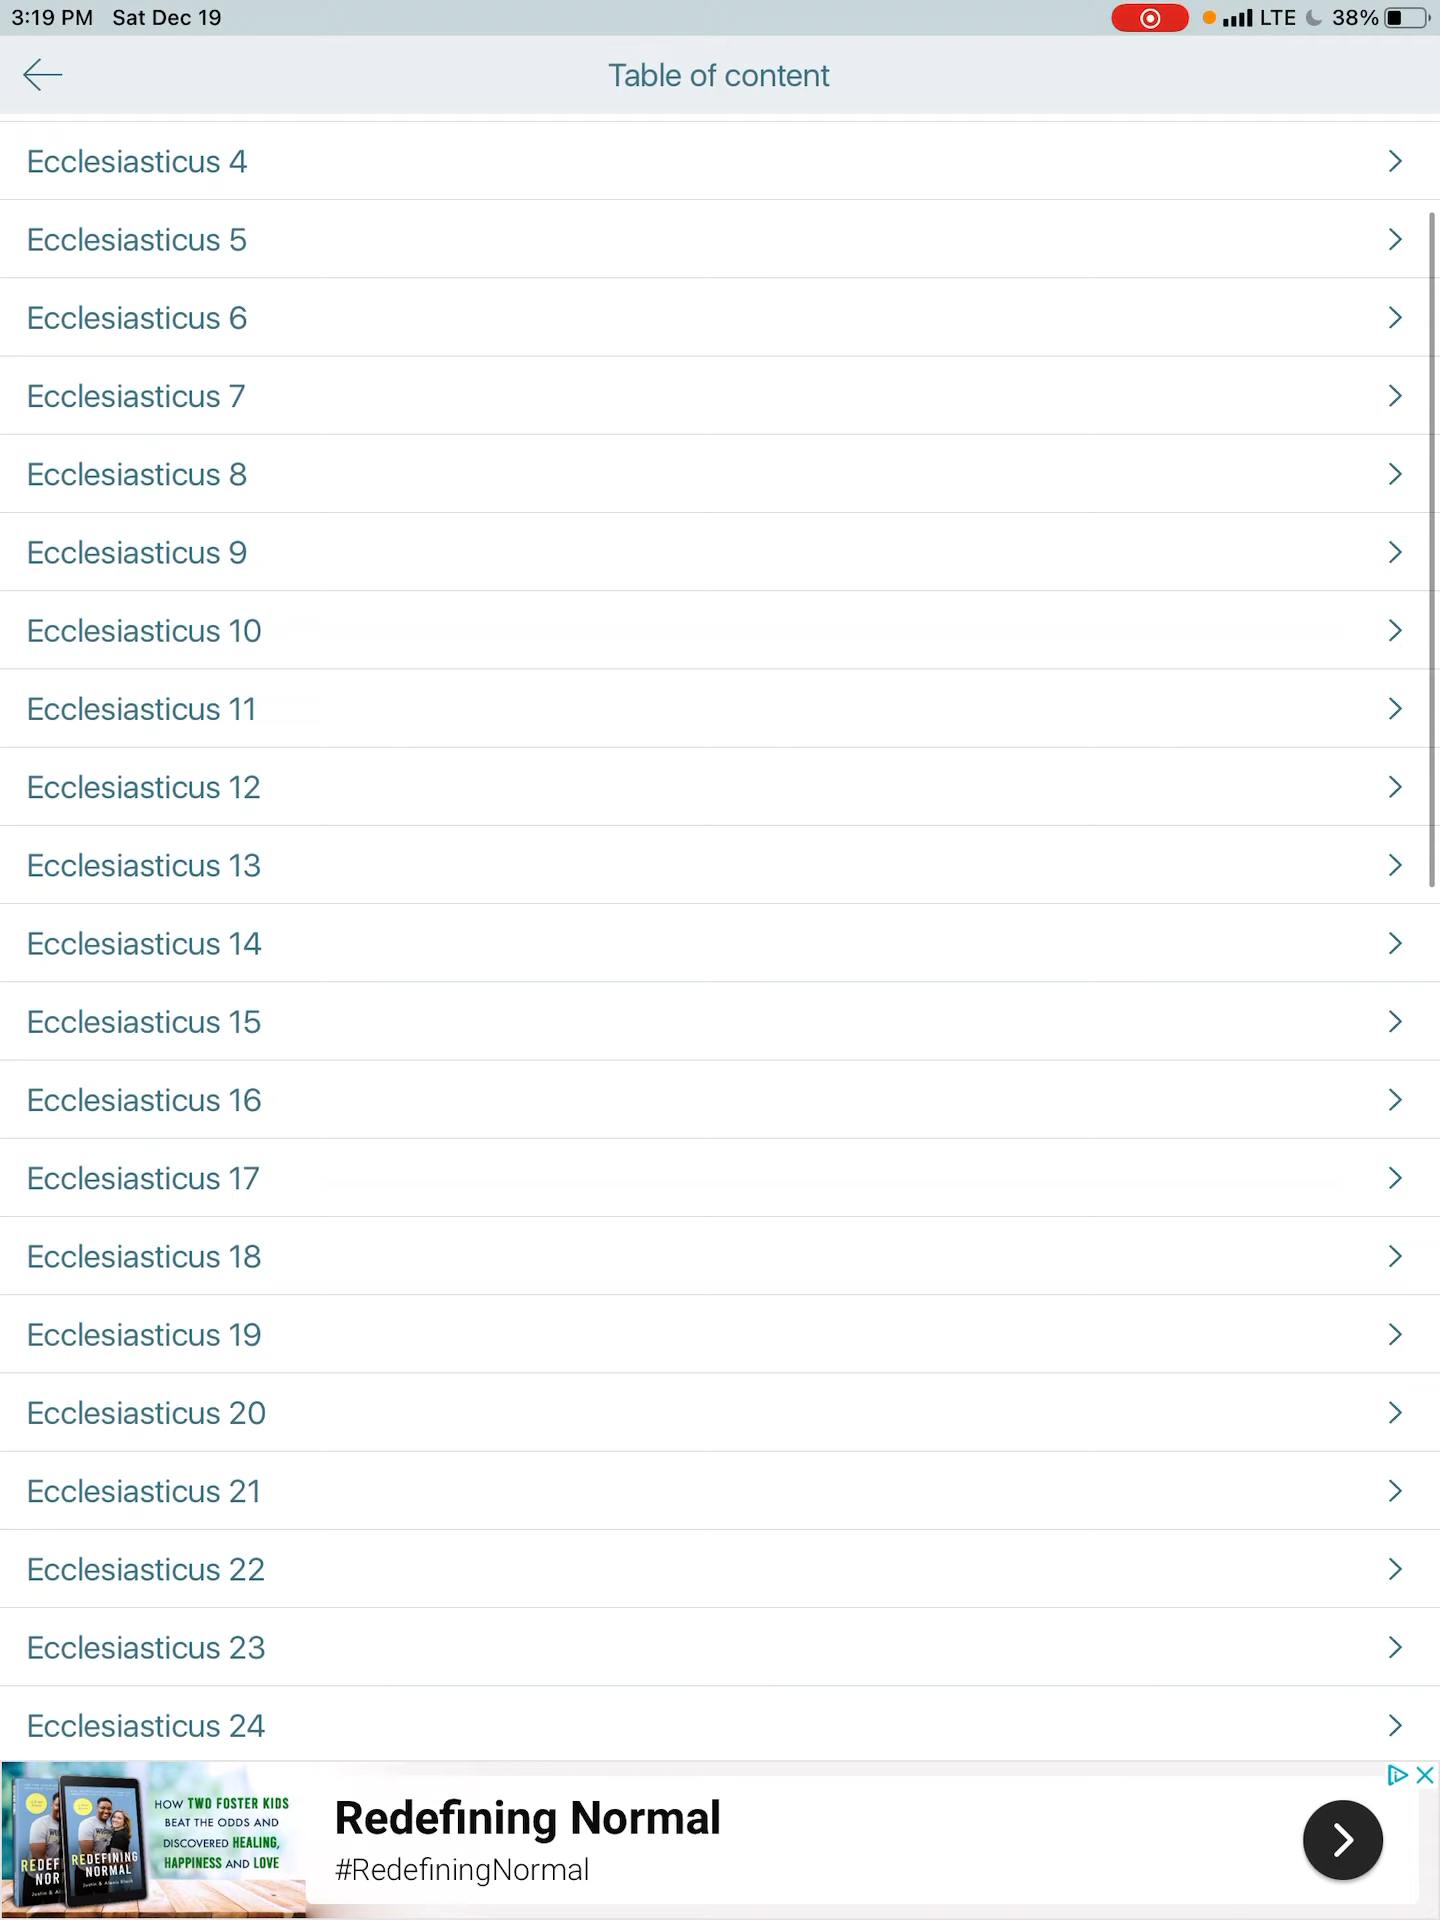 3:19 PM Sat Dec 19 LTE 38%
Table of content
Ecclesiasticus 4
Ecclesiasticus 5
Ecclesiasticus 6
Ecclesiasticus 7
Ecclesiasticus 8
Ecclesiasticus 9
Ecclesiasticus 10
Ecclesiasticus 11
Ecclesiasticus 12
Ecclesiasticus 13
Ecclesiasticus 14
Ecclesiasticus 15
Ecclesiasticus 16
Ecclesiasticus 17
Ecclesiasticus 18
Ecclesiasticus 19
Ecclesiasticus 20
Ecclesiasticus 21
Ecclesiasticus 22
Ecclesiasticus 23
Ecclesiasticus 24
HOW TWO FOSTER KIDS
BEAT THE ODDS AND
DISCOVERED HEALING,
HAPPINESS AND LOVE
REDEF
NOR
REDEFINING
NORMAL
Redefining Normal
#RedefiningNormal